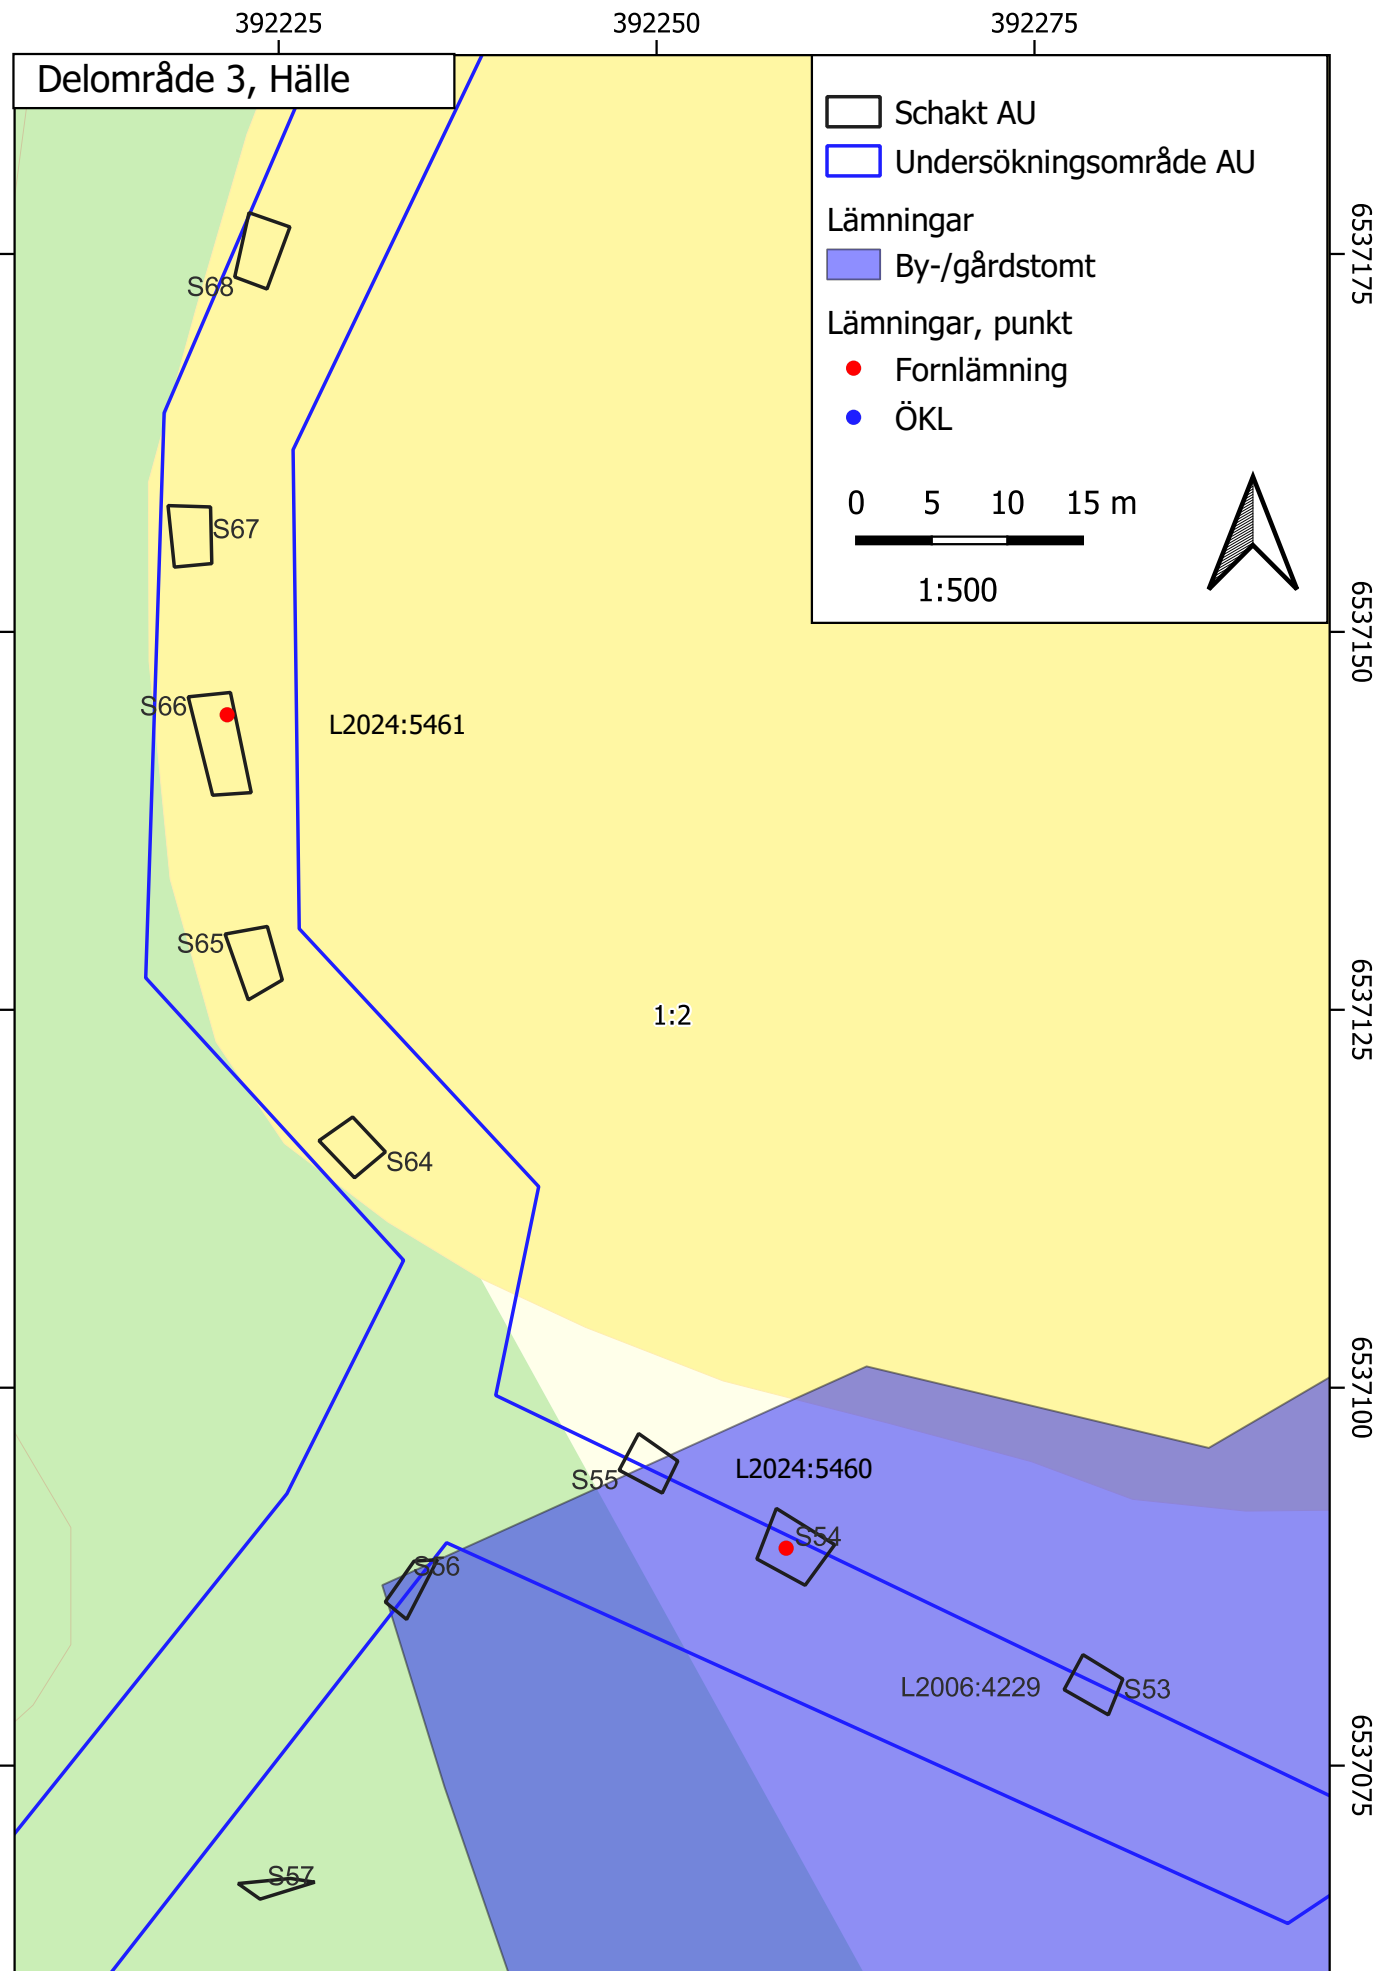 392225 392250 392275
Delområde 3, Hälle
Schakt AU
Undersökningsområde AU
Lämningar
By-/gårdstomt
Lämningar, punkt
Fornlämning
ÖKL
0 5 10 15 m
1:500
6537175
6537150
6537125
6537100
6537075
S68
S67
S66
L2024:5461
S65
1:2
S64
L2024:5460
S55
S54
S56
L2006:4229
S53
S57